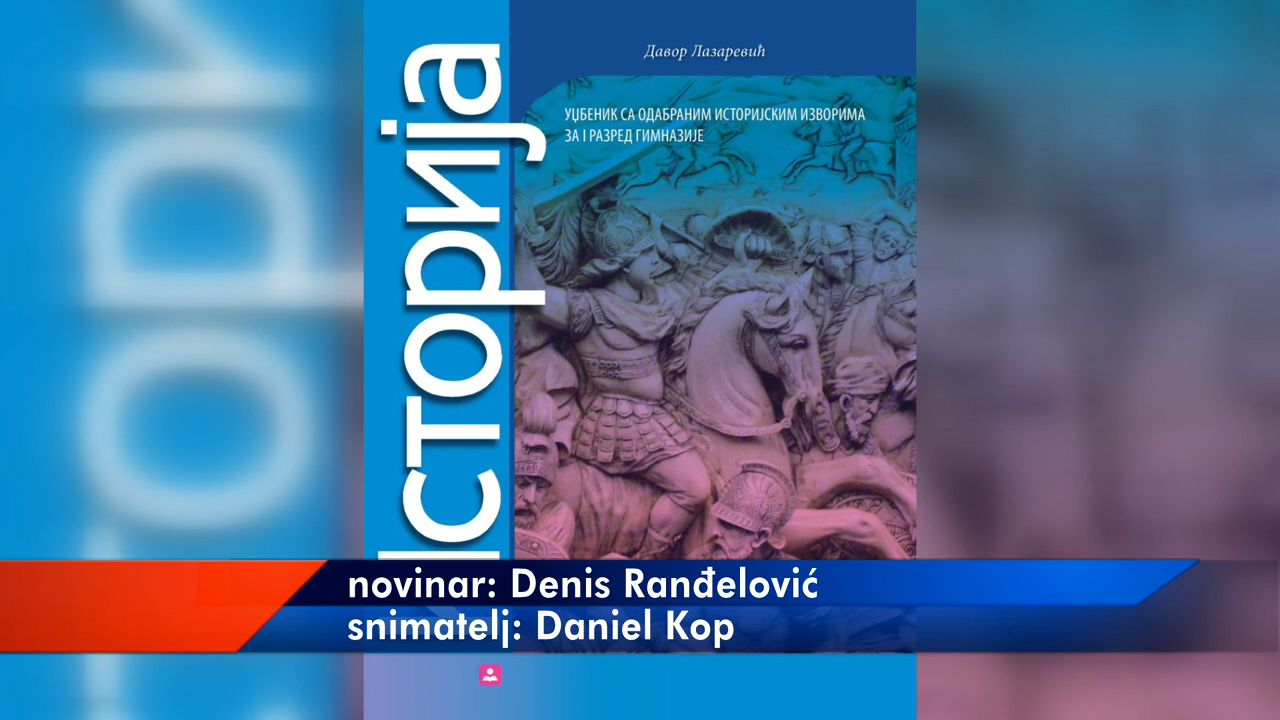 Давор Лазаревић
УЏБЕНИК СА ОДАБРАНИМ ИСТОРИЈСКИМ ИЗВОРИМА
ЗА I РАЗРЕД ГИМНАЗИЈЕ
Историја
novinar: Denis Ranđelović
snimatelj: Daniel Kop